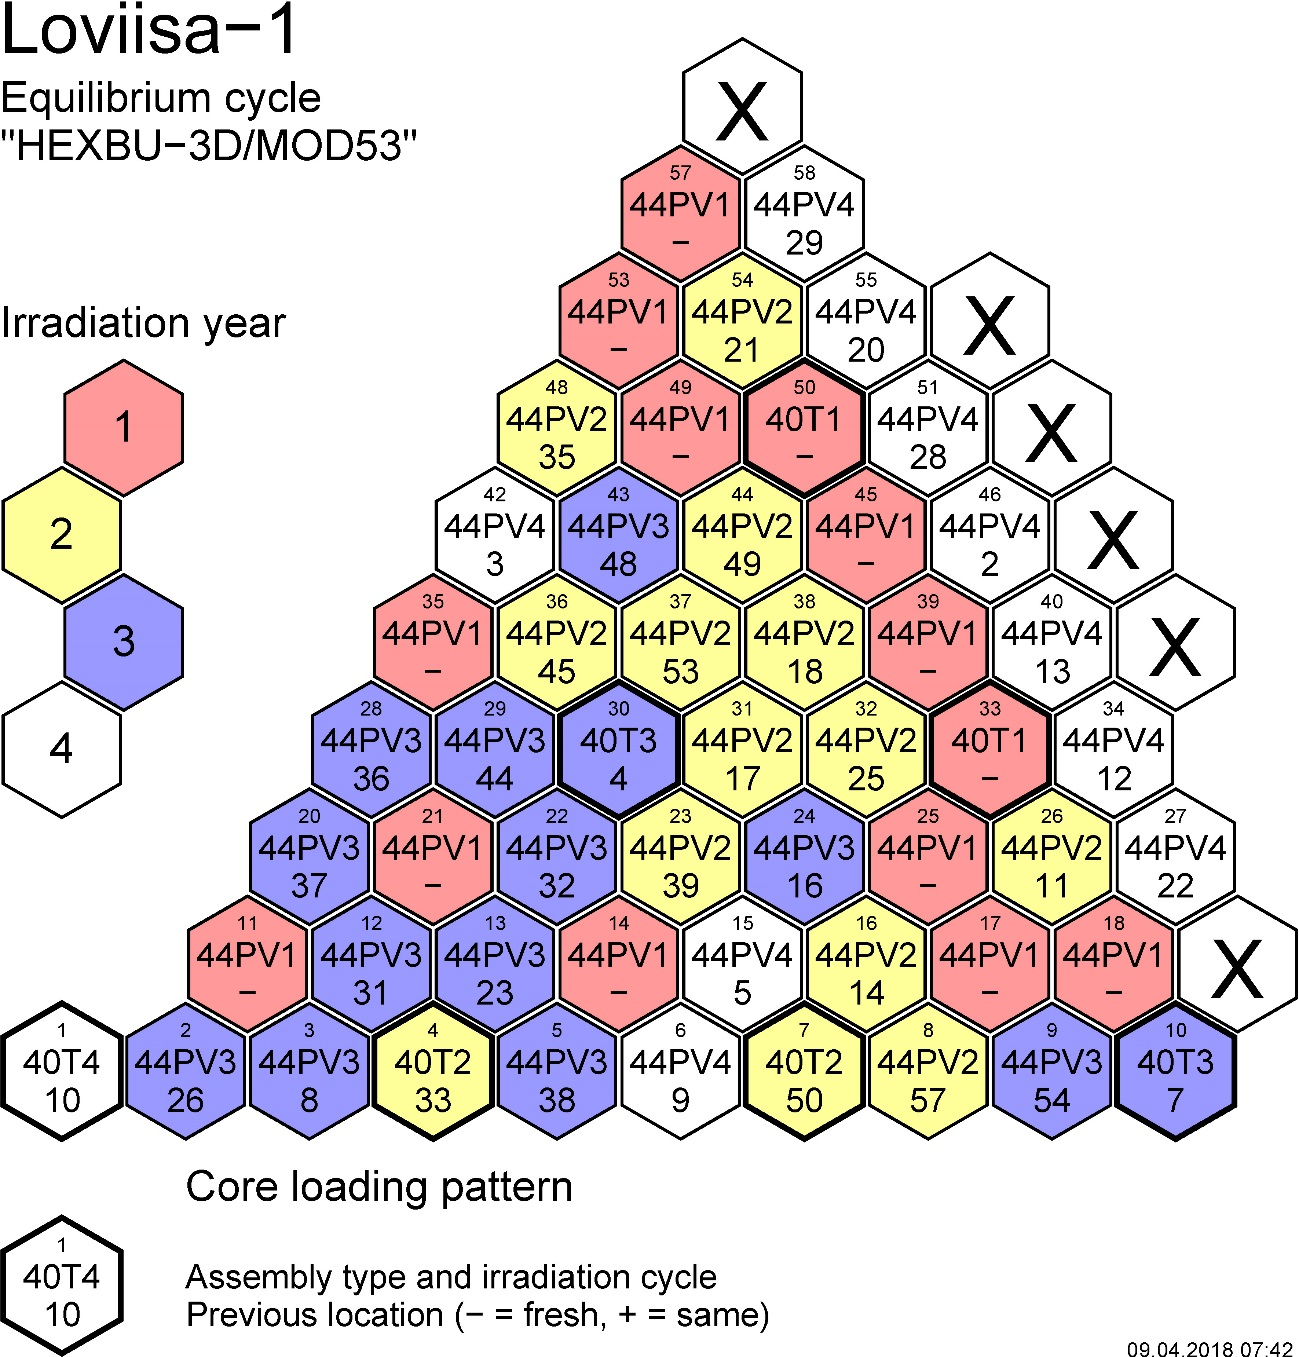 Loviisa−1
Equilibrium cycle
"HEXBU−3D/MOD53"
X
57 58
44PV1 44PV4
− 29
53 54 55
44PV1 44PV2 44PV4 X
− 21 20
Irradiation year
48 49 50 51
44PV2 44PV1 40T1 44PV4 X
35 − − 28
1
42 43 44 45 46
44PV4 44PV3 44PV2 44PV1 44PV4 X
3 48 49 − 2
2
35 36 37 38 39 40
44PV1 44PV2 44PV2 44PV2 44PV1 44PV4 X
− 45 53 18 − 13
3
28 29 30 31 32 33 34
44PV3 44PV3 40T3 44PV2 44PV2 40T1 44PV4
36 44 4 17 25 − 12
4
20 21 22 23 24 25 26 27
44PV3 44PV1 44PV3 44PV2 44PV3 44PV1 44PV2 44PV4
37 − 32 39 16 − 11 22
11 12 13 14 15 16 17 18
44PV1 44PV3 44PV3 44PV1 44PV4 44PV2 44PV1 44PV1 X
− 31 23 − 5 14 − −
1 2 3 4 5 6 7 8 9 10
40T4 44PV3 44PV3 40T2 44PV3 44PV4 40T2 44PV2 44PV3 40T3
10 26 8 33 38 9 50 57 54 7
Core loading pattern
1
40T4
10
Assembly type and irradiation cycle
Previous location (− = fresh, + = same)
09.04.2018 07:42